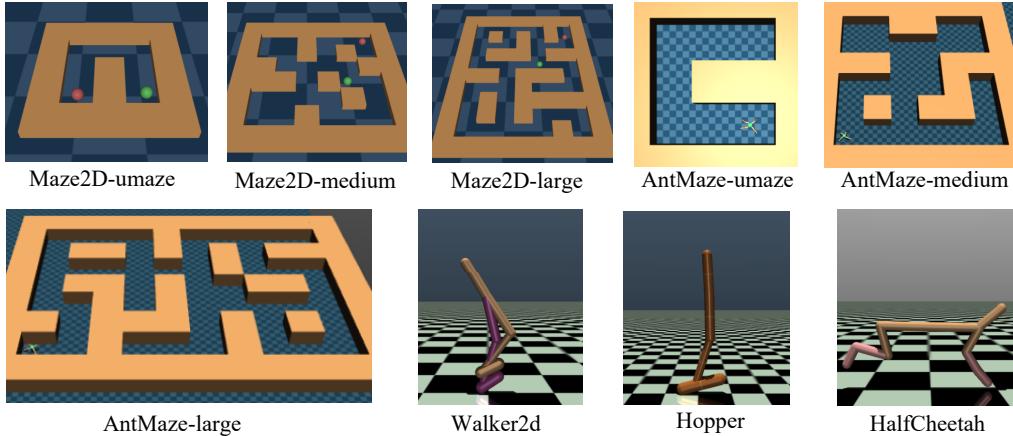 Maze2D-umaze
Maze2D-medium
Maze2D-large
AntMaze-umaze
AntMaze-medium
AntMaze-large
Walker2d
Hopper
HalfCheetah